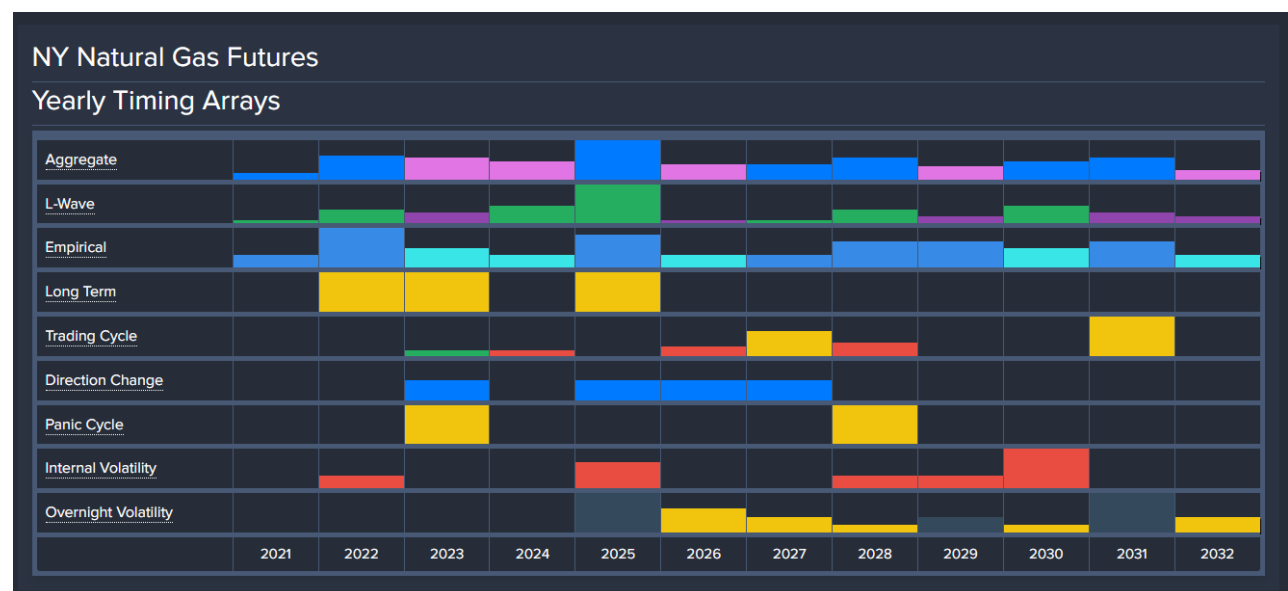 NY Natural Gas Futures
Yearly Timing Arrays
Aggregate
L-Wave
Empirical
Long Term
Trading Cycle
Direction Change
Panic Cycle
Internal Volatility
Overnight Volatility
2021 2022 2023 2024 2025 2026 2027 2028 2029 2030 2031 2032